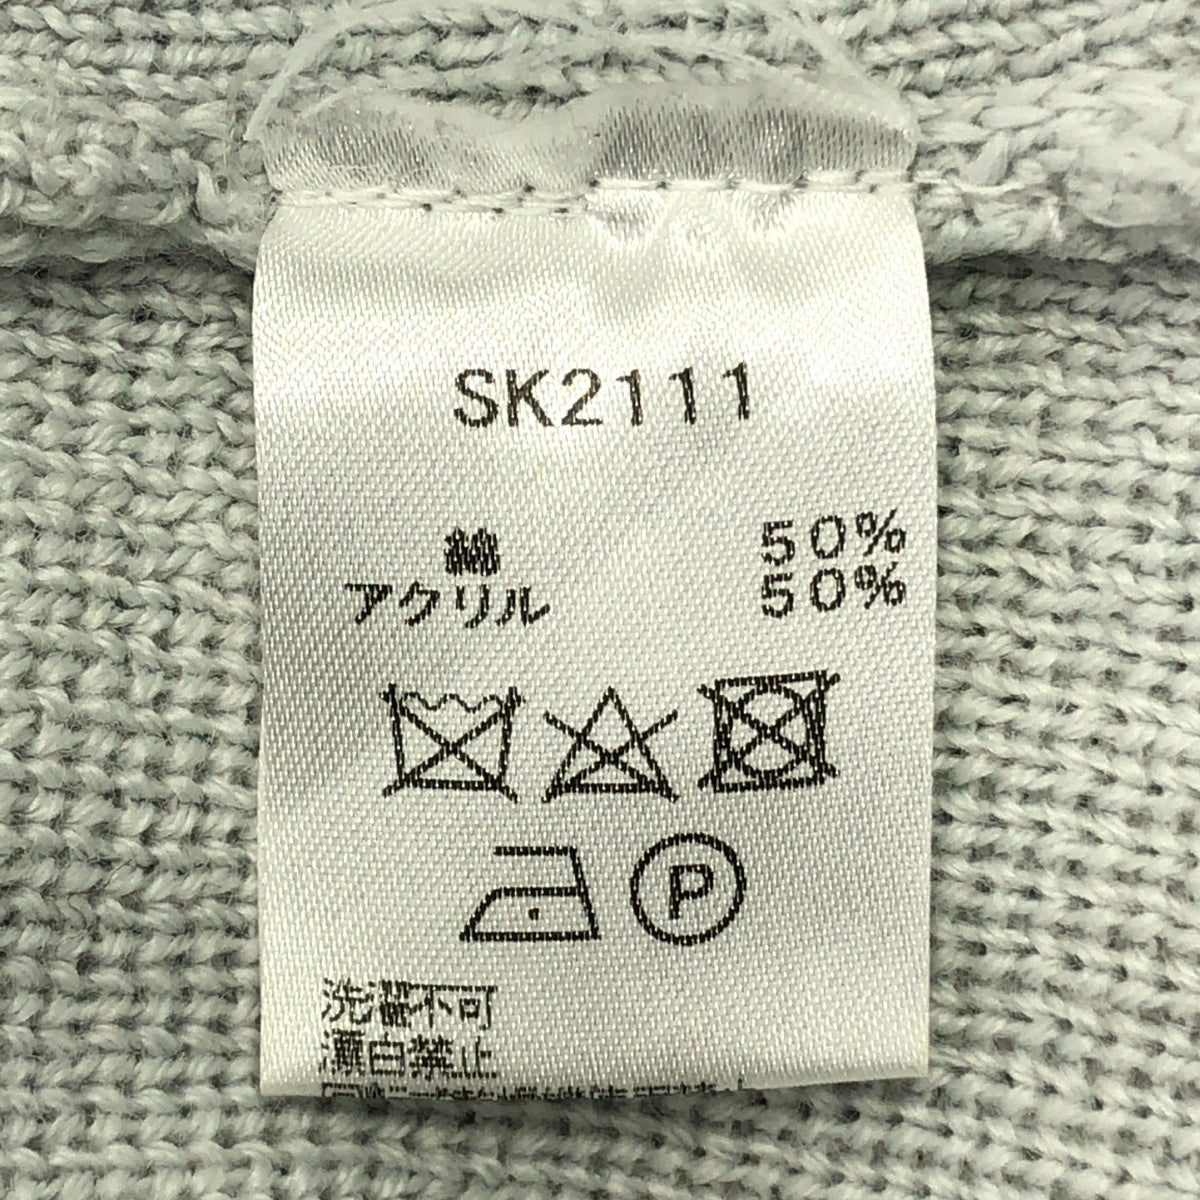 SK2111
綿 50%
アクリル 50%
P
洗濯不可
漂白禁止